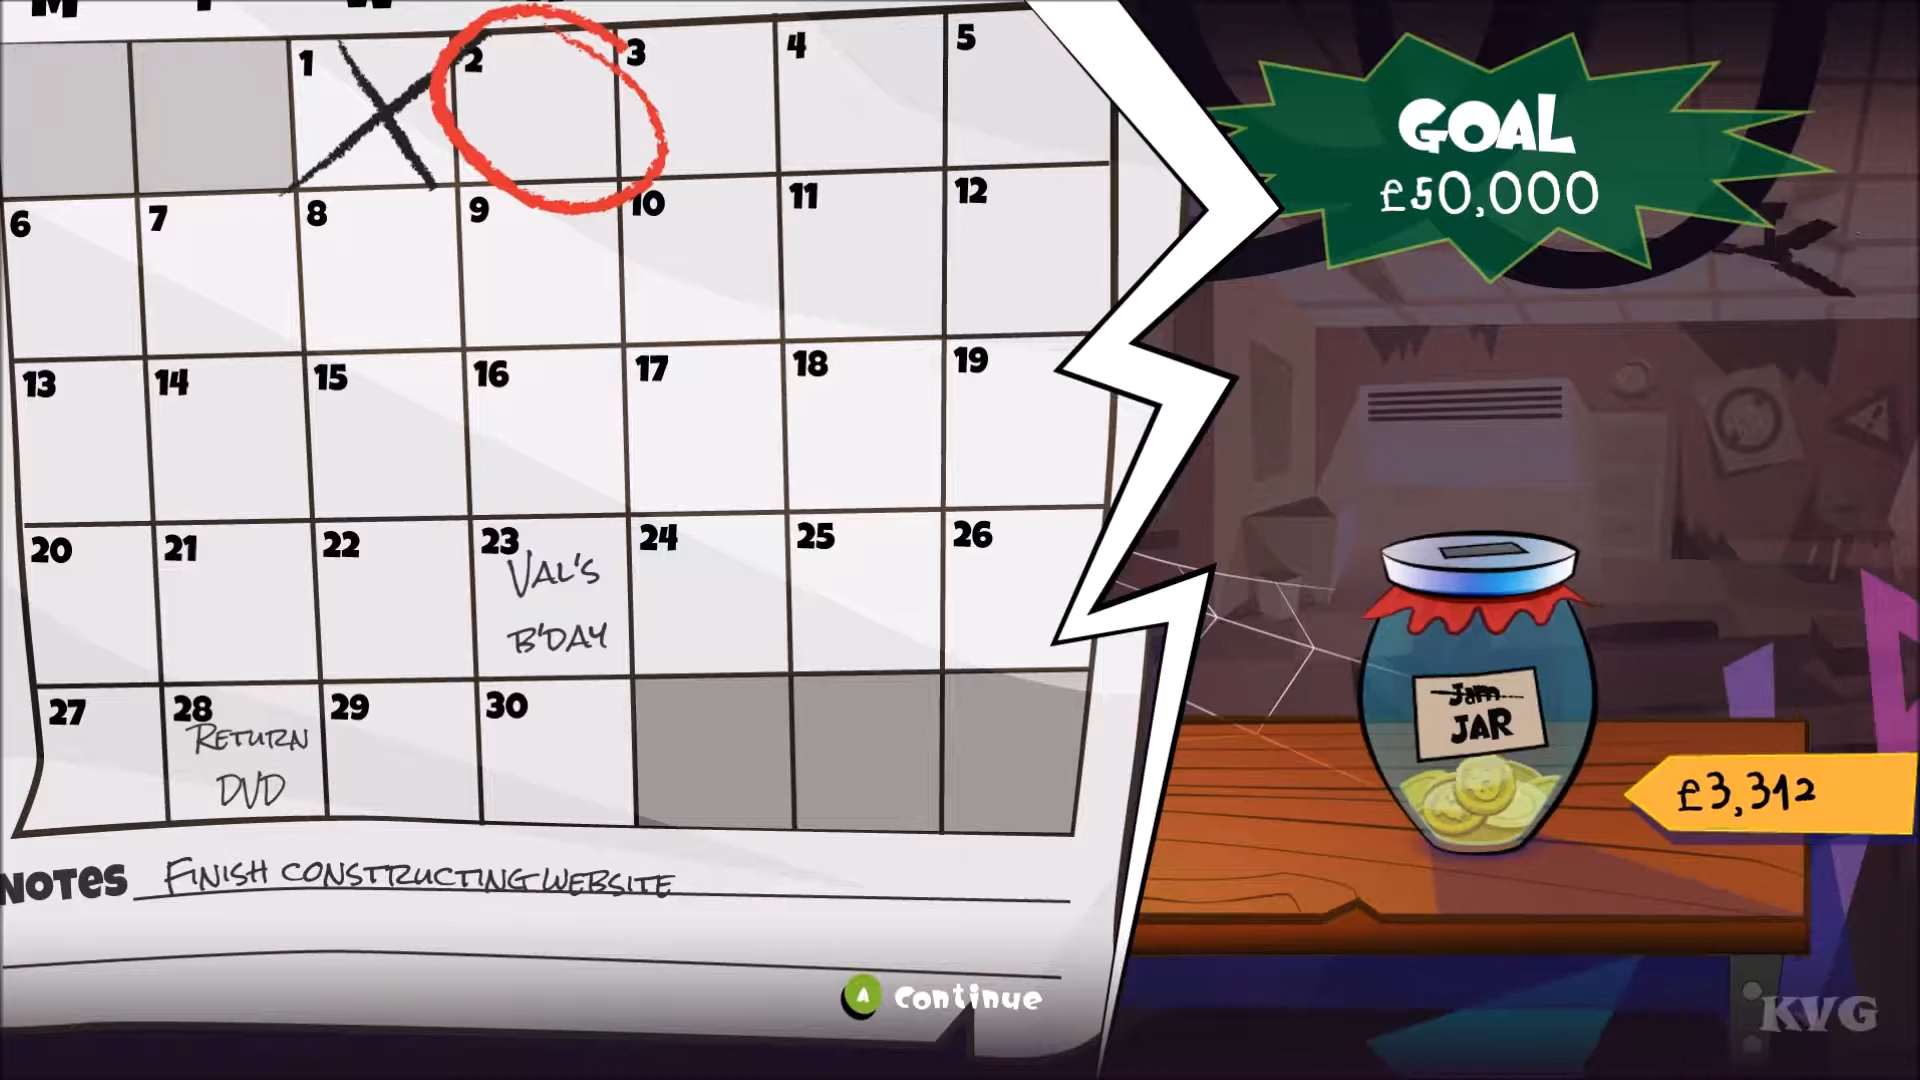 M T W
1 2 3 4 5
6 7 8 9 10 11 12
13 14 15 16 17 18 19
20 21 22 23 24 25 26
VAL'S
B'DAY
27 28 29 30
RETURN
DVD
NOTES FINISH CONSTRUCTING WEBSITE
A Continue
GOAL
£50,000
Jam
JAR
£3,312
KVG